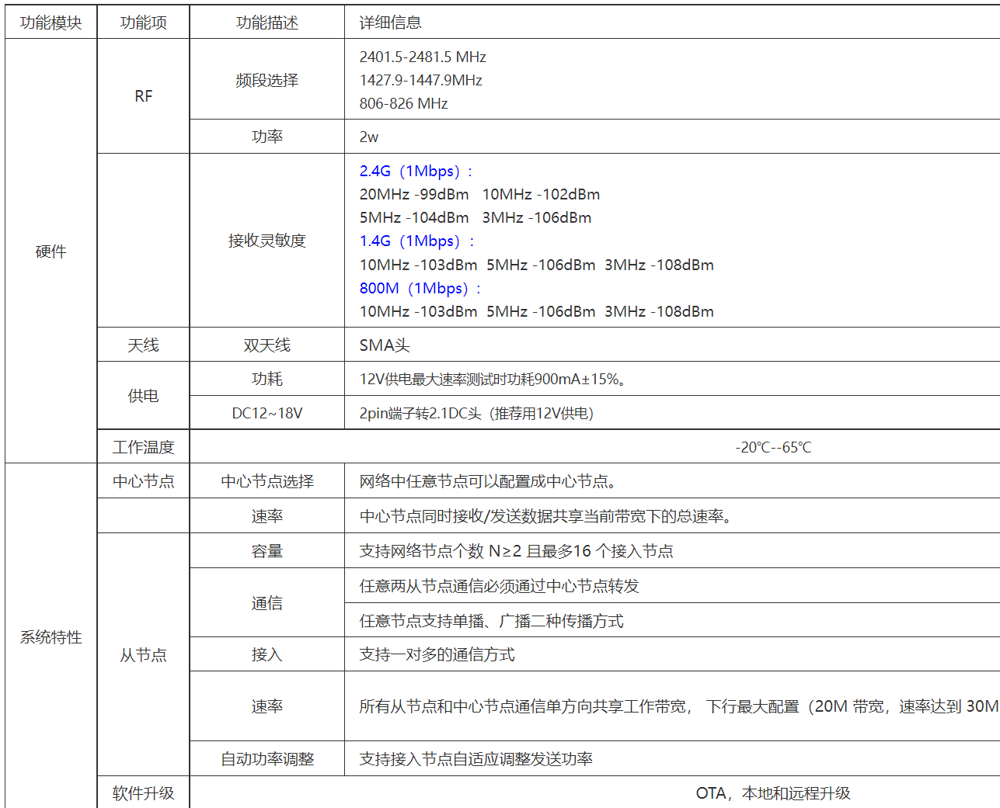 功能模块 功能项 功能描述 详细信息
硬件
RF
频段选择
2401.5-2481.5 MHz
1427.9-1447.9MHz
806-826 MHz
功率 2w
接收灵敏度
2.4G（1Mbps）:
20MHz -99dBm 10MHz -102dBm
5MHz -104dBm 3MHz -106dBm
1.4G（1Mbps）:
10MHz -103dBm 5MHz -106dBm 3MHz -108dBm
800M（1Mbps）:
10MHz -103dBm 5MHz -106dBm 3MHz -108dBm
天线 双天线 SMA头
供电
功耗 12V供电最大速率测试时功耗900mA±15%。
DC12~18V 2pin端子转2.1DC头（推荐用12V供电）
工作温度 -20℃--65℃
系统特性
中心节点 中心节点选择 网络中任意节点可以配置成中心节点。
速率 中心节点同时接收/发送数据共享当前带宽下的总速率。
从节点
容量 支持网络节点个数 N≥2 且最多16 个接入节点
通信
任意两从节点通信必须通过中心节点转发
任意节点支持单播、广播二种传播方式
接入 支持一对多的通信方式
速率 所有从节点和中心节点通信单方向共享工作带宽， 下行最大配置（20M 带宽，速率达到 30M
自动功率调整 支持接入节点自适应调整发送功率
软件升级 OTA，本地和远程升级